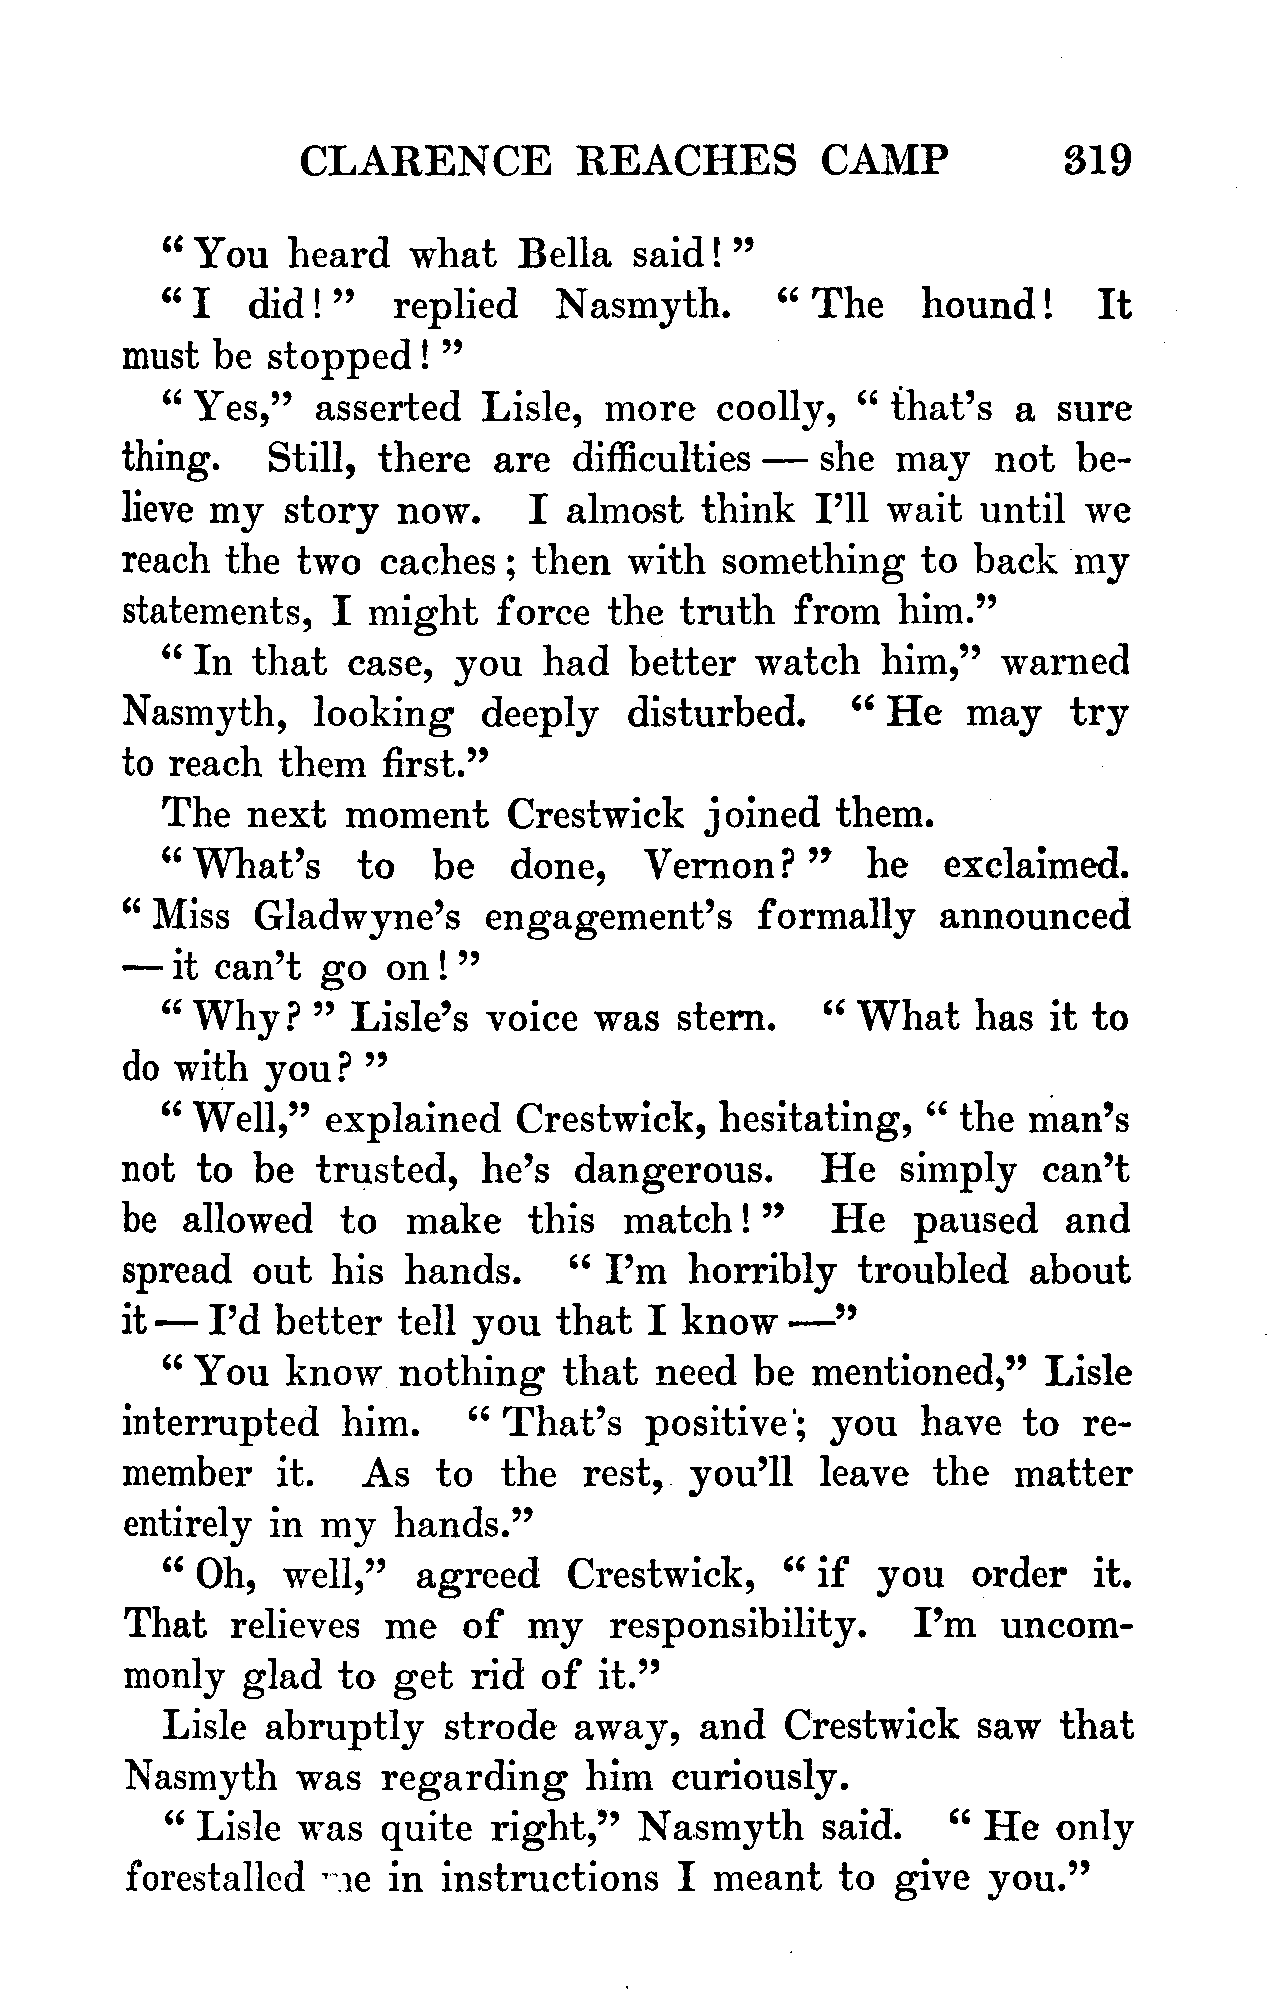 CLARENCE REACHES CAMP 319
“ You heard what Bella said! ”
“ I did! ” replied Nasmyth. “ The hound! It
must be stopped! ”
“ Yes,” asserted Lisle, more coolly, “ that’s a sure
thing. Still, there are difficulties — she may not be-
lieve my story now. I almost think I’ll wait until we
reach the two caches; then with something to back my
statements, I might force the truth from him.”
“ In that case, you had better watch him,” warned
Nasmyth, looking deeply disturbed. “ He may try
to reach them first.”
The next moment Crestwick joined them.
“ What’s to be done, Vernon? ” he exclaimed.
“ Miss Gladwyne’s engagement’s formally announced
— it can’t go on! ”
“ Why? ” Lisle’s voice was stern. “ What has it to
do with you? ”
“ Well,” explained Crestwick, hesitating, “ the man’s
not to be trusted, he’s dangerous. He simply can’t
be allowed to make this match! ” He paused and
spread out his hands. “ I’m horribly troubled about
it — I’d better tell you that I know —”
“ You know nothing that need be mentioned,” Lisle
interrupted him. “ That’s positive; you have to re-
member it. As to the rest, you’ll leave the matter
entirely in my hands.”
“ Oh, well,” agreed Crestwick, “ if you order it.
That relieves me of my responsibility. I’m uncom-
monly glad to get rid of it.”
Lisle abruptly strode away, and Crestwick saw that
Nasmyth was regarding him curiously.
“ Lisle was quite right,” Nasmyth said. “ He only
forestalled me in instructions I meant to give you.”